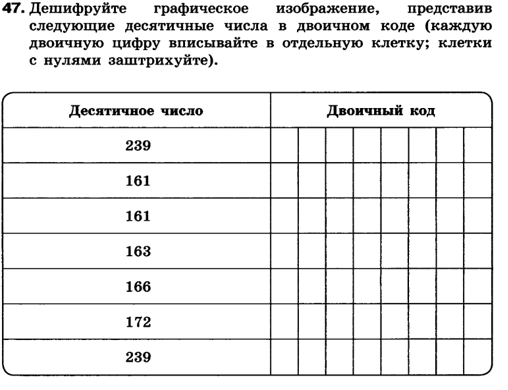 47. Дешифруйте графическое изображение, представив
следующие десятичные числа в двоичном коде (каждую
двоичную цифру вписывайте в отдельную клетку; клетки
с нулями заштрихуйте).
Десятичное число Двоичный код
239
161
161
163
166
172
239